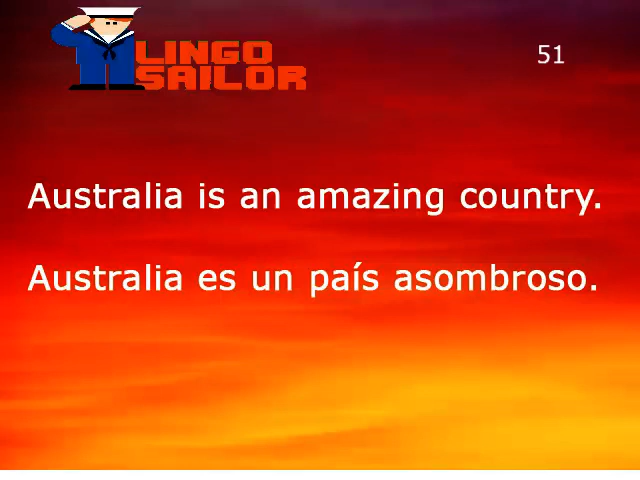 LINGO
SAILOR
51
Australia is an amazing country.
Australia es un país asombroso.